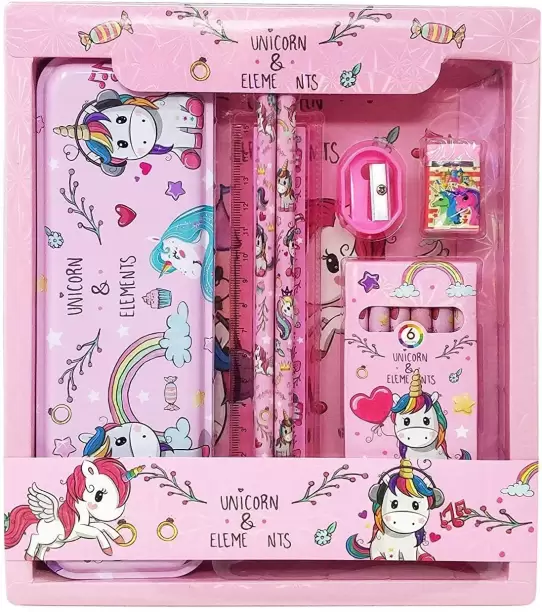 UNICORN
&
ELEME NTS
UNICORN
&
ELEMENTS
6
UNICORN
& ELEMENTS
UNICORN
&
ELEME NTS